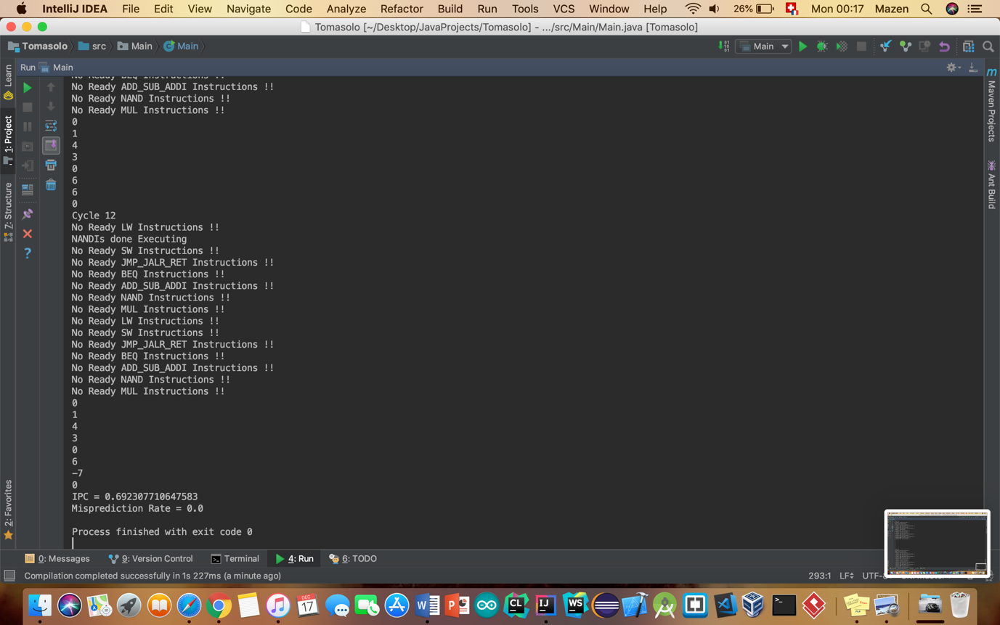 IntelliJ IDEA File Edit View Navigate Code Analyze Refactor Build Run Tools VCS Window Help 26% Mon 00:17 Mazen
Tomasolo [~/Desktop/JavaProjects/Tomasolo] - .../src/Main/Main.java [Tomasolo]
Tomasolo src Main Main Main
Run Main
Learn
1: Project
Z: Structure
2: Favorites
Maven Projects
Ant Build
No Ready BEQ Instructions !!
No Ready ADD_SUB_ADDI Instructions !!
No Ready NAND Instructions !!
No Ready MUL Instructions !!
0
1
4
3
0
6
6
0
Cycle 12
No Ready LW Instructions !!
NANDIs done Executing
No Ready SW Instructions !!
No Ready JMP_JALR_RET Instructions !!
No Ready BEQ Instructions !!
No Ready ADD_SUB_ADDI Instructions !!
No Ready NAND Instructions !!
No Ready MUL Instructions !!
No Ready LW Instructions !!
No Ready SW Instructions !!
No Ready JMP_JALR_RET Instructions !!
No Ready BEQ Instructions !!
No Ready ADD_SUB_ADDI Instructions !!
No Ready NAND Instructions !!
No Ready MUL Instructions !!
0
1
4
3
0
6
-7
0
IPC = 0.692307710647583
Misprediction Rate = 0.0
Process finished with exit code 0
0: Messages 9: Version Control Terminal 4: Run 6: TODO
Compilation completed successfully in 1s 227ms (a minute ago) 293:1 LF
DEC
17
CL IJ WS